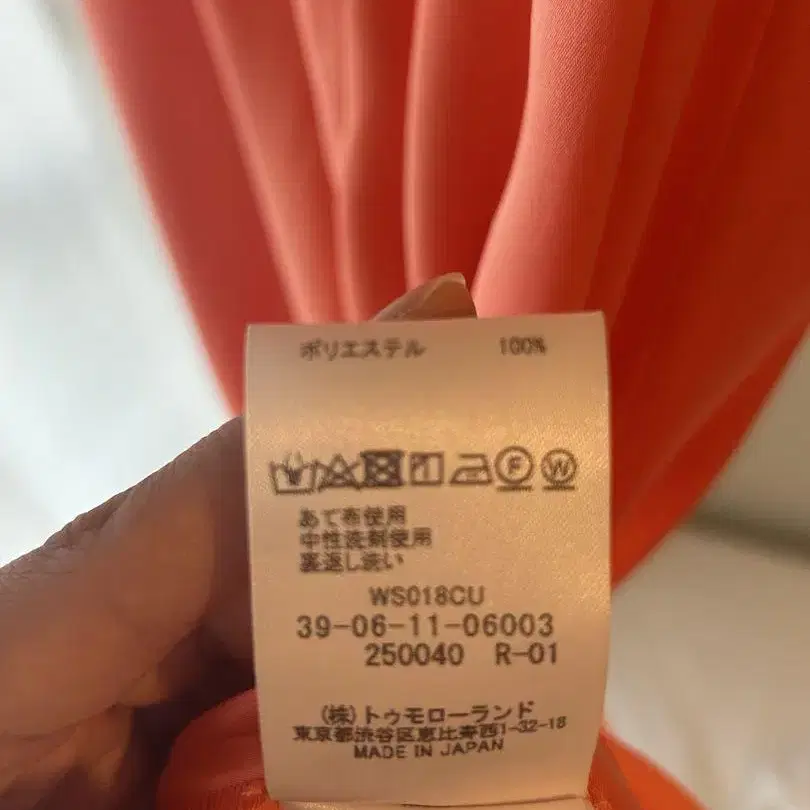 ポリエステル 100%
F W
あて布使用
中性洗剤使用
裏返し洗い
WS018CU
39-06-11-06003
250040 R-01
(株)トゥモローランド
東京都渋谷区恵比寿西1-32-18
MADE IN JAPAN